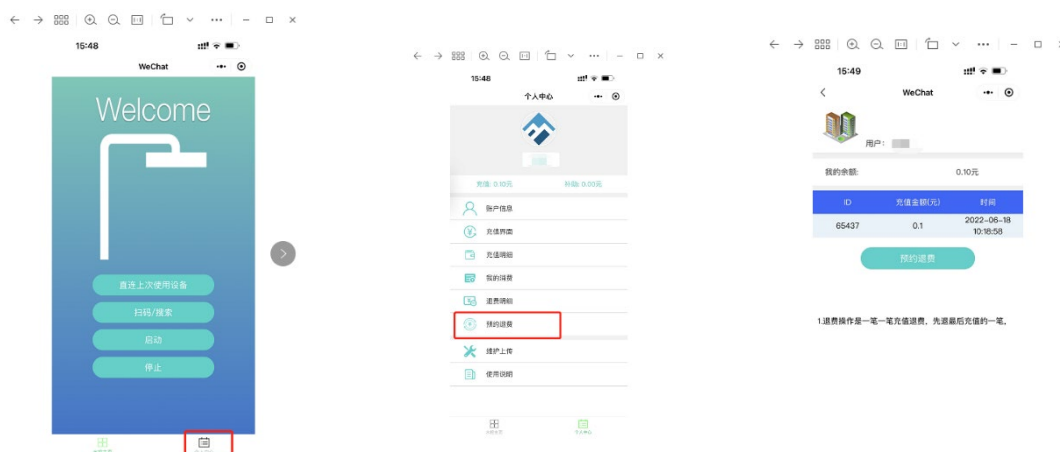 15:48
WeChat
Welcome
直连上次使用设备
扫码/搜索
启动
停止
15:48
个人中心
充值: 0.10元
补贴: 0.00元
账户信息
充值界面
充值明细
我的消费
退费明细
预约退费
维护上传
使用说明
个人中心
15:49
WeChat
用户：
我的余额:
0.10元
ID 充值金额(元) 时间
65437 0.1 2022-06-18
10:18:58
预约退费
1.退费操作是一笔一笔充值退费，先退最后充值的一笔。